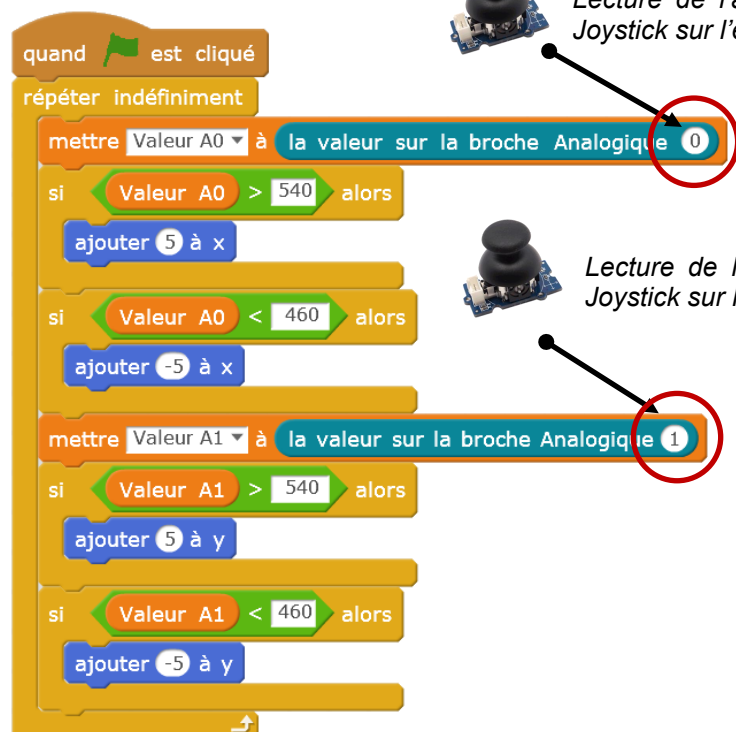 Lecture de l'a
Joystick sur l'e
quand est cliqué
répéter indéfiniment
mettre Valeur A0 à la valeur sur la broche Analogique 0
si Valeur A0 > 540 alors
ajouter 5 à x
Lecture de l
Joystick sur l
si Valeur A0 < 460 alors
ajouter -5 à x
mettre Valeur A1 à la valeur sur la broche Analogique 1
si Valeur A1 > 540 alors
ajouter 5 à y
si Valeur A1 < 460 alors
ajouter -5 à y